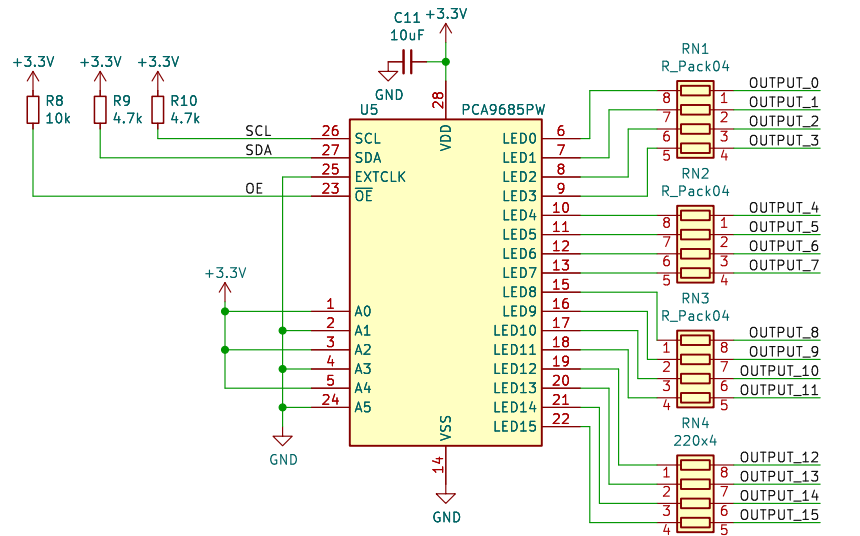 C11 +3.3V
10uF
GND
+3.3V +3.3V +3.3V
R8 R9 R10
10k 4.7k 4.7k
U5 PCA9685PW
28 VDD
SCL 26 SCL
SDA 27 SDA
25 EXTCLK
OE 23 OE
+3.3V
1 A0
2 A1
3 A2
4 A3
5 A4
24 A5
GND
VSS 14
GND
LED0 6
LED1 7
LED2 8
LED3 9
LED4 10
LED5 11
LED6 12
LED7 13
LED8 15
LED9 16
LED10 17
LED11 18
LED12 19
LED13 20
LED14 21
LED15 22
RN1
R_Pack04
8 1 OUTPUT_0
7 2 OUTPUT_1
6 3 OUTPUT_2
5 4 OUTPUT_3
RN2
R_Pack04
8 1 OUTPUT_4
7 2 OUTPUT_5
6 3 OUTPUT_6
5 4 OUTPUT_7
RN3
R_Pack04
1 8 OUTPUT_8
2 7 OUTPUT_9
3 6 OUTPUT_10
4 5 OUTPUT_11
RN4
220x4
1 8 OUTPUT_12
2 7 OUTPUT_13
3 6 OUTPUT_14
4 5 OUTPUT_15